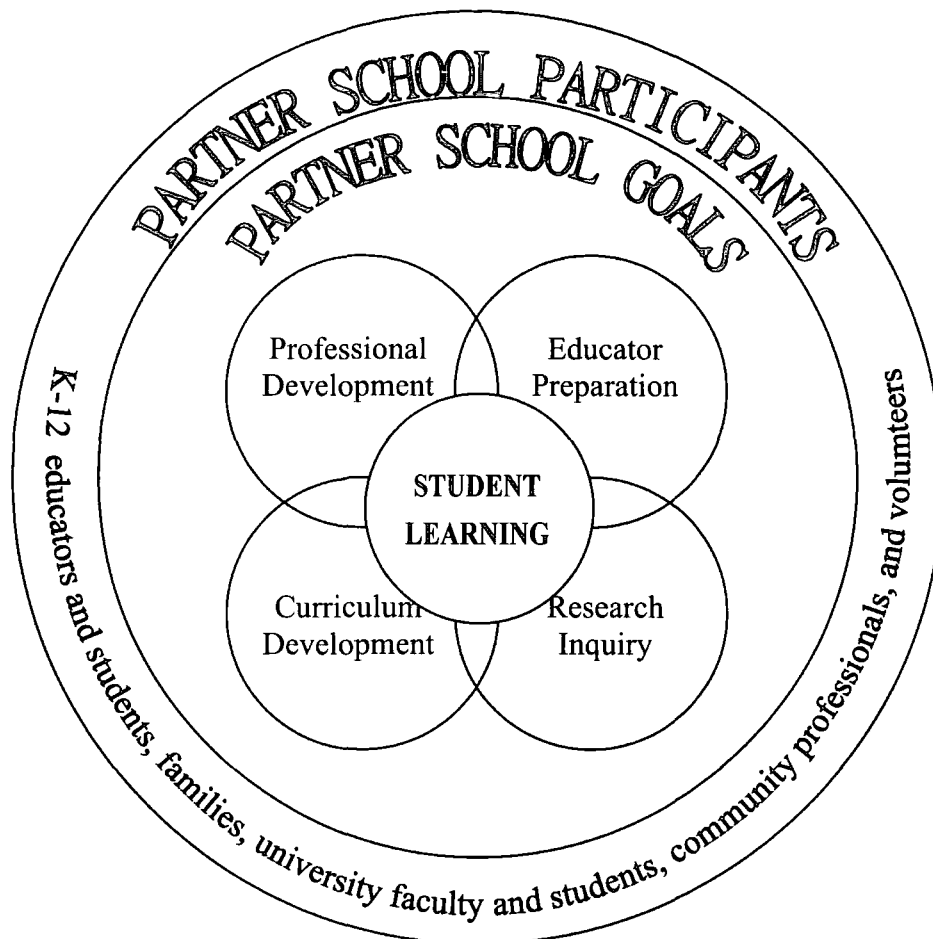 PARTNER SCHOOL PARTICIPANTS
PARTNER SCHOOL GOALS
Professional
Development
Educator
Preparation
STUDENT
LEARNING
Curriculum
Development
Research
Inquiry
K-12 educators and students, families, university faculty and students, community professionals, and volumteers